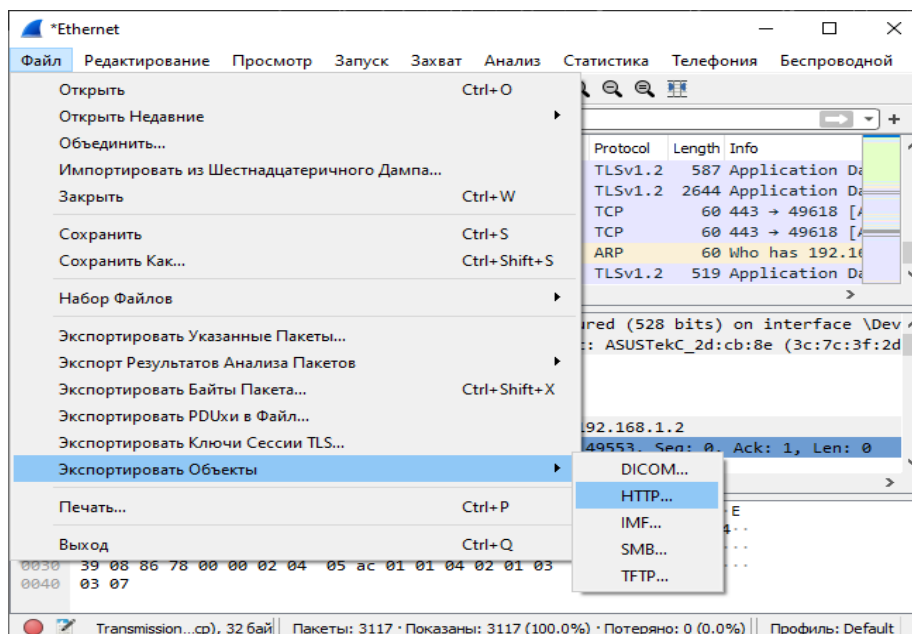 *Ethernet
Файл Редактирование Просмотр Запуск Захват Анализ Статистика Телефония Беспроводной
Открыть Ctrl+O
Открыть Недавние
Объединить...
Импортировать из Шестнадцатеричного Дампа...
Закрыть Ctrl+W
Сохранить Ctrl+S
Сохранить Как... Ctrl+Shift+S
Набор Файлов
Экспортировать Указанные Пакеты...
Экспорт Результатов Анализа Пакетов
Экспортировать Байты Пакета... Ctrl+Shift+X
Экспортировать PDUхи в Файл...
Экспортировать Ключи Сессии TLS...
Экспортировать Объекты
Печать... Ctrl+P
Выход Ctrl+Q
DICOM...
HTTP...
IMF...
SMB...
TFTP...
+
Protocol Length Info
TLSv1.2 587 Application Da
TLSv1.2 2644 Application Da
TCP 60 443 → 49618 [A
TCP 60 443 → 49618 [A
ARP 60 Who has 192.16
TLSv1.2 519 Application Da
ured (528 bits) on interface \Dev
: ASUSTekC_2d:cb:8e (3c:7c:3f:2d
192.168.1.2
49553, Seq: 0, Ack: 1, Len: 0
E
0030 39 08 86 78 00 00 02 04 05 ac 01 01 04 02 01 03
0040 03 07
Transmission...cp), 32 бай Пакеты: 3117 · Показаны: 3117 (100.0%) · Потеряно: 0 (0.0%) Профиль: Default